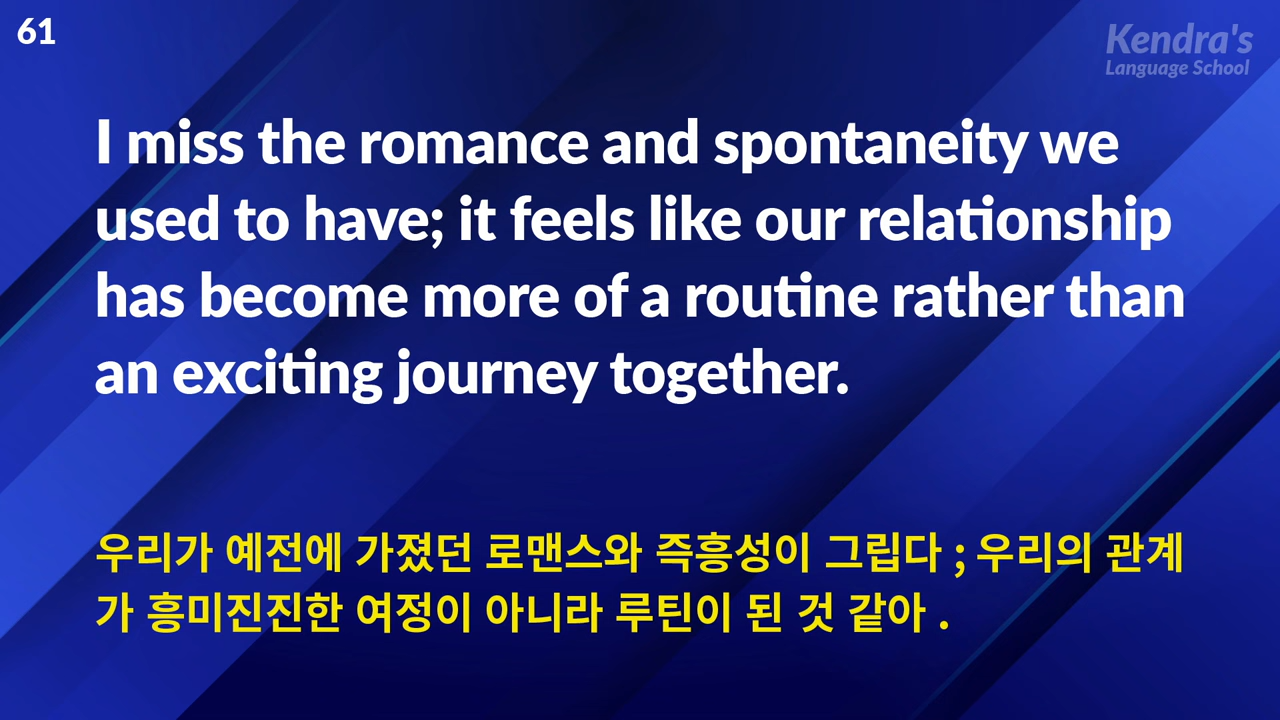 61
Kendra's
Language School
I miss the romance and spontaneity we
used to have; it feels like our relationship
has become more of a routine rather than
an exciting journey together.
우리가 예전에 가졌던 로맨스와 즉흥성이 그립다 ; 우리의 관계
가 흥미진진한 여정이 아니라 루틴이 된 것 같아 .